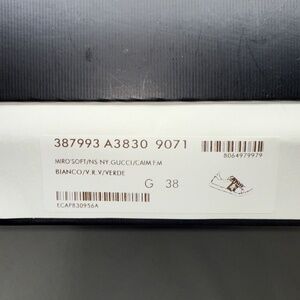 387993 A3830 9071
8064979979
MIRO'SOFT/NS NY.GUCCI/CAIM.F.M
BIANCO/V.R.V/VERDE
G 38
ECAP830956A